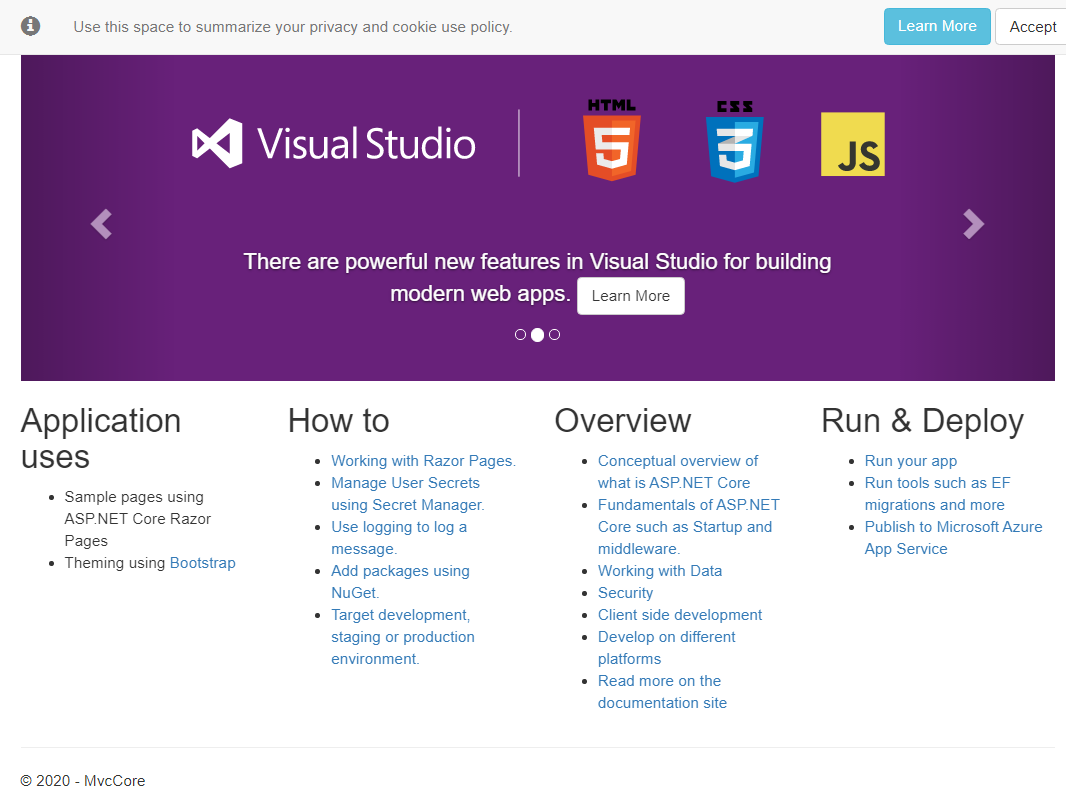 Use this space to summarize your privacy and cookie use policy.
Learn More
Accept
Visual Studio
HTML
5
CSS
3
JS
There are powerful new features in Visual Studio for building
modern web apps. Learn More
Application
uses
Sample pages using
ASP.NET Core Razor
Pages
Theming using Bootstrap
How to
Working with Razor Pages.
Manage User Secrets
using Secret Manager.
Use logging to log a
message.
Add packages using
NuGet.
Target development,
staging or production
environment.
Overview
Conceptual overview of
what is ASP.NET Core
Fundamentals of ASP.NET
Core such as Startup and
middleware.
Working with Data
Security
Client side development
Develop on different
platforms
Read more on the
documentation site
Run & Deploy
Run your app
Run tools such as EF
migrations and more
Publish to Microsoft Azure
App Service
© 2020 - MvcCore